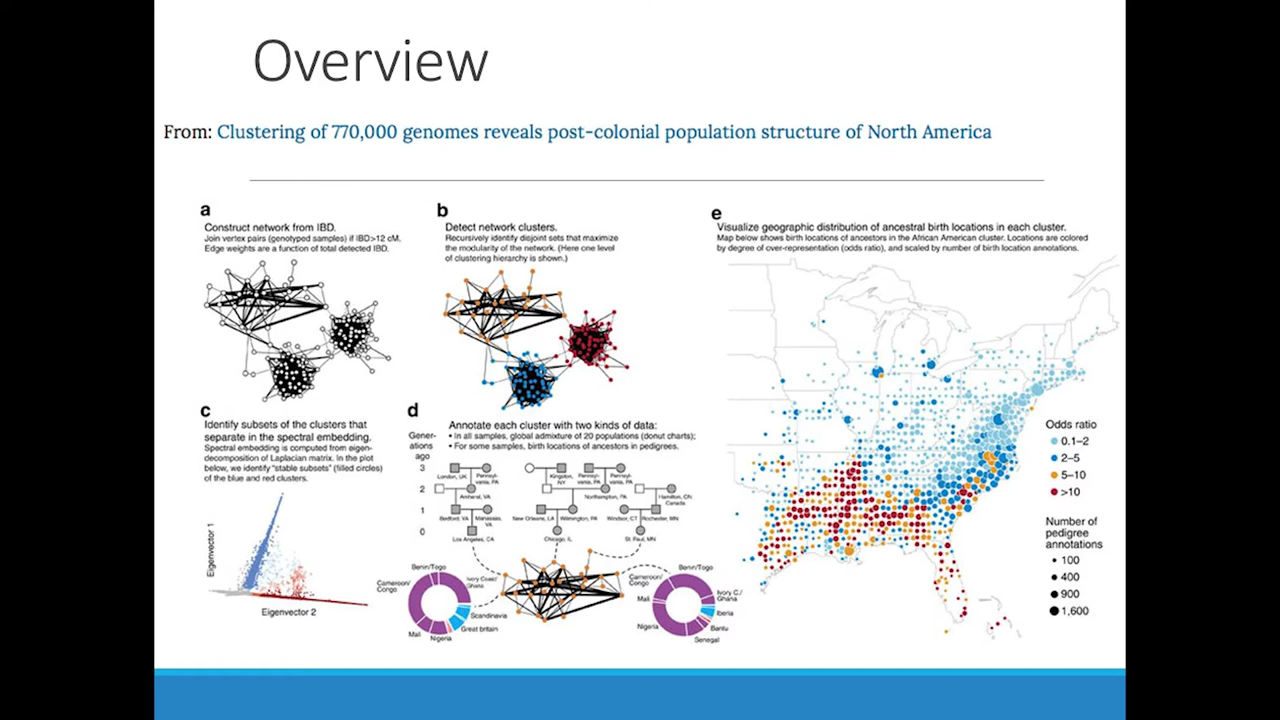 Overview
From: Clustering of 770,000 genomes reveals post-colonial population structure of North America
a
Construct network from IBD.
Join vertex pairs (genotyped samples) if IBD>12 cM.
Edge weights are a function of total detected IBD.
b
Detect network clusters.
Recursively identify disjoint sets that maximize
the modularity of the network. (Here one level
of clustering hierarchy is shown.)
c
Identify subsets of the clusters that
separate in the spectral embedding.
Spectral embedding is computed from eigen-
decomposition of Laplacian matrix. In the plot
below, we identify "stable subsets" (filled circles)
of the blue and red clusters.
Eigenvector 1
Eigenvector 2
d
Annotate each cluster with two kinds of data:
• In all samples, global admixture of 20 populations (donut charts);
• For some samples, birth locations of ancestors in pedigrees.
Gener-
ations
ago
3
2
1
0
London, UK
Pennsyl-
vania, PA
Kingston,
NY
Pennsyl-
vania, PA
Pennsyl-
vania, PA
Amherst, VA
Northampton, PA
Hamilton, CN
Canada
Bedford, VA
Manassas,
VA
New Orleans, LA
Wilmington, PA
Windsor, CT
Rochester, MN
Los Angeles, CA
Chicago, IL
St. Paul, MN
Benin/Togo
Cameroon/
Congo
Ivory Coast/
Ghana
Scandinavia
Great britain
Nigeria
Mali
Benin/Togo
Cameroon/
Congo
Mali
Nigeria
Ivory C./
Ghana
Iberia
Bantu
Senegal
e
Visualize geographic distribution of ancestral birth locations in each cluster.
Map below shows birth locations of ancestors in the African American cluster. Locations are colored
by degree of over-representation (odds ratio), and scaled by number of birth location annotations.
Odds ratio
0.1–2
2–5
5–10
>10
Number of
pedigree
annotations
100
400
900
1,600